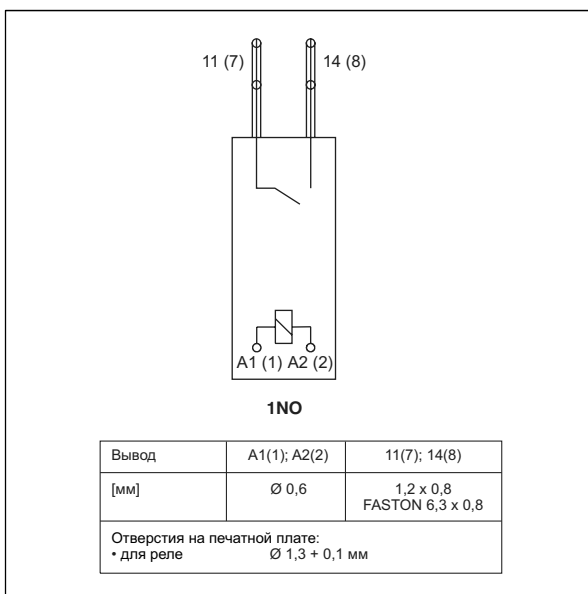 11 (7)
14 (8)
A1 (1) A2 (2)
1NO
Вывод
A1(1); A2(2)
11(7); 14(8)
[мм]
Ø 0,6
1,2 x 0,8
FASTON 6,3 x 0,8
Отверстия на печатной плате:
• для реле Ø 1,3 + 0,1 мм